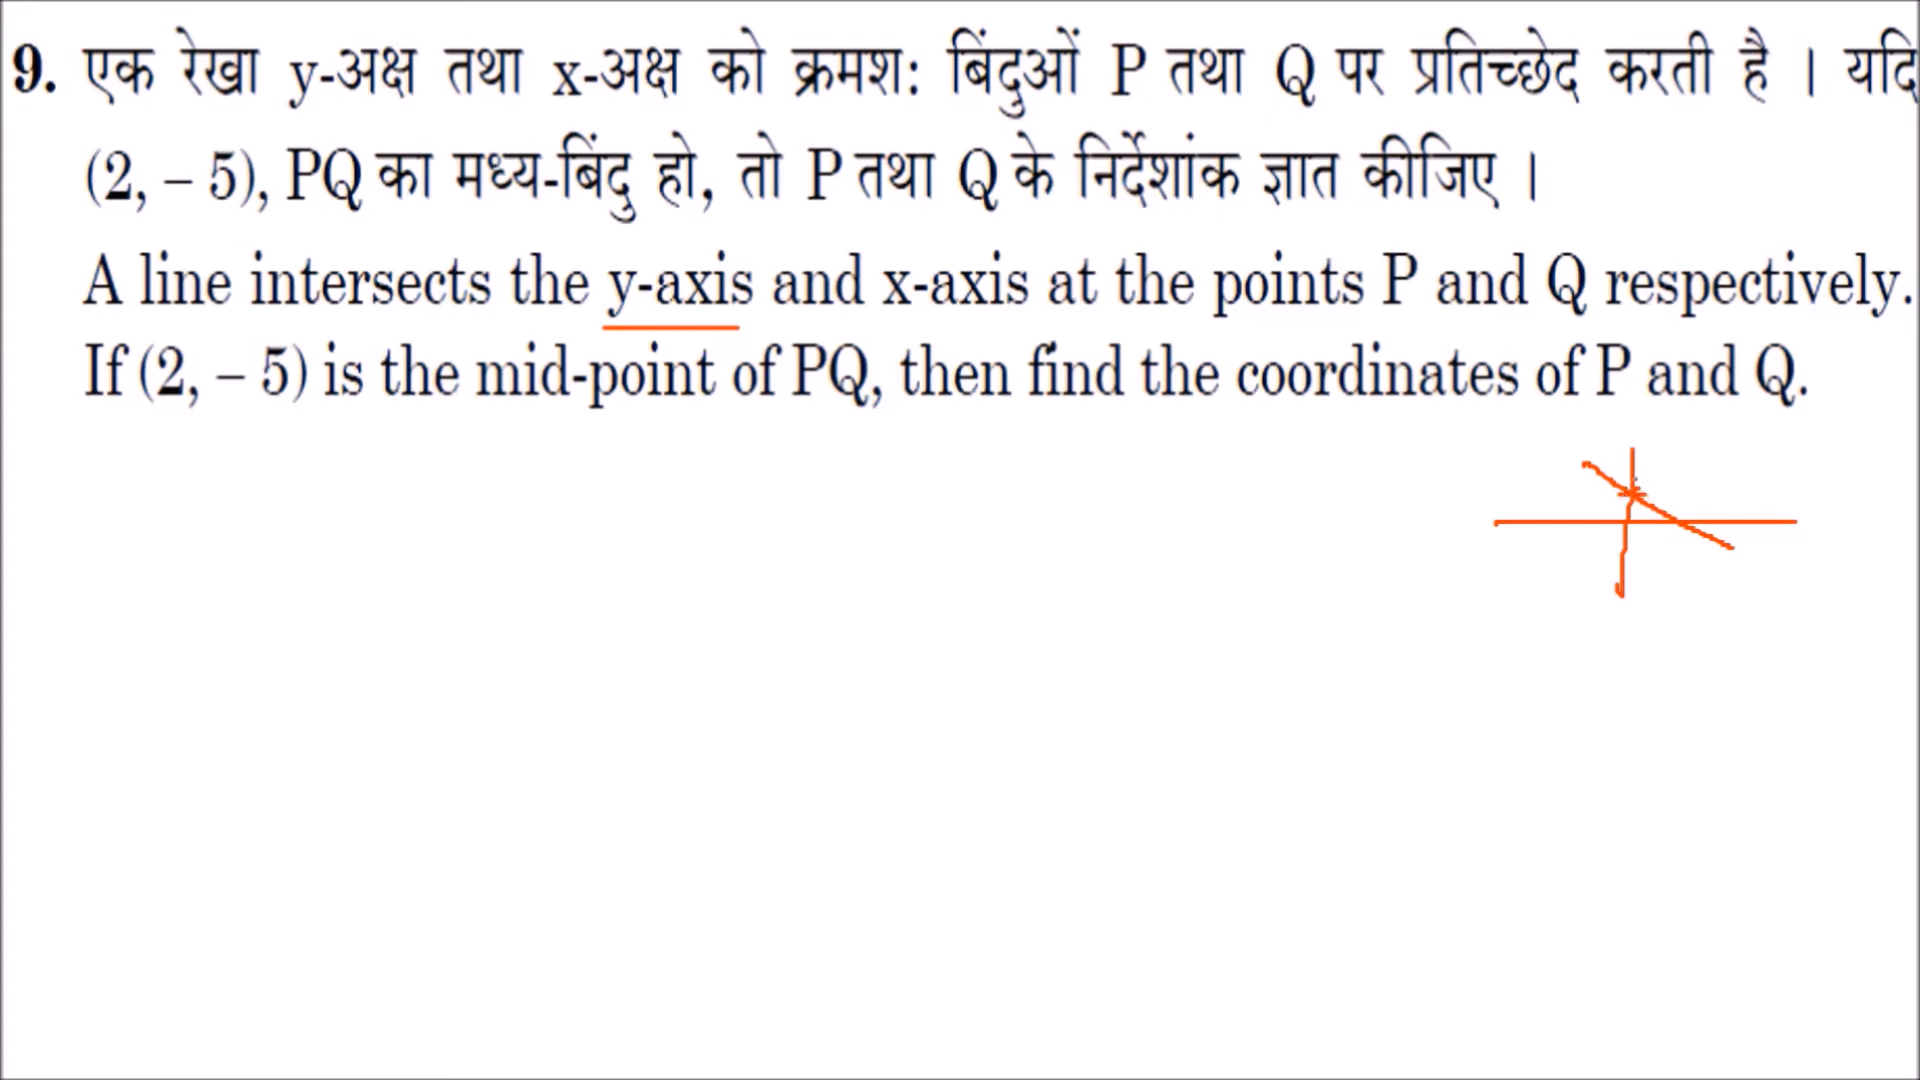 9. एक रेखा y-अक्ष तथा x-अक्ष को क्रमश: बिंदुओं P तथा Q पर प्रतिच्छेद करती है । यदि
(2, – 5), PQ का मध्य-बिंदु हो, तो P तथा Q के निर्देशांक ज्ञात कीजिए ।
A line intersects the y-axis and x-axis at the points P and Q respectively.
If (2, – 5) is the mid-point of PQ, then find the coordinates of P and Q.